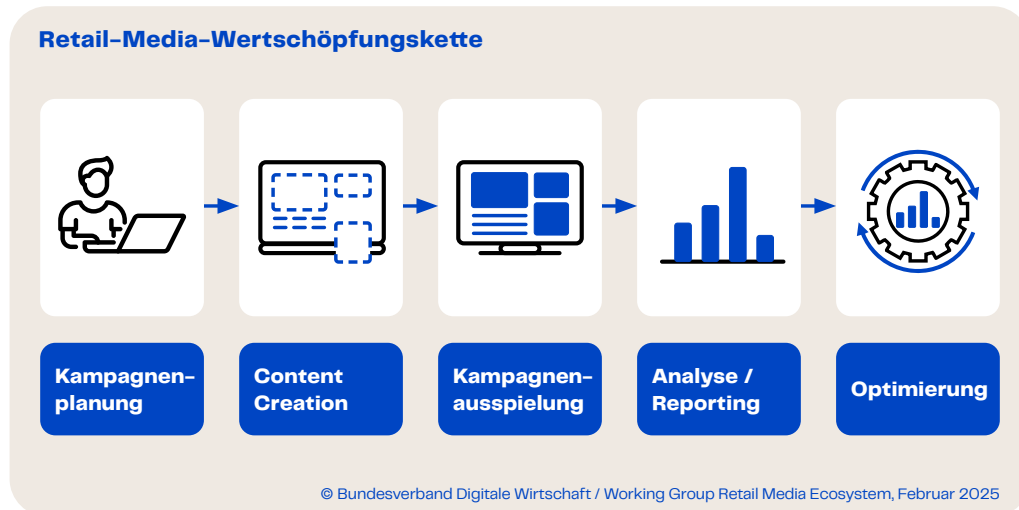 Retail-Media-Wertschöpfungskette
Kampagnen-
planung
Content
Creation
Kampagnen-
ausspielung
Analyse /
Reporting
Optimierung
© Bundesverband Digitale Wirtschaft / Working Group Retail Media Ecosystem, Februar 2025